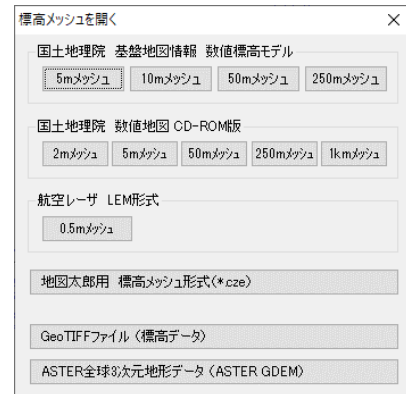 標高メッシュを開く
国土地理院 基盤地図情報 数値標高モデル
5mメッシュ 10mメッシュ 50mメッシュ 250mメッシュ
国土地理院 数値地図 CD-ROM版
2mメッシュ 5mメッシュ 50mメッシュ 250mメッシュ 1kmメッシュ
航空レーザ LEM形式
0.5mメッシュ
地図太郎用 標高メッシュ形式(*.cze)
GeoTIFFファイル(標高データ)
ASTER全球3次元地形データ(ASTER GDEM)